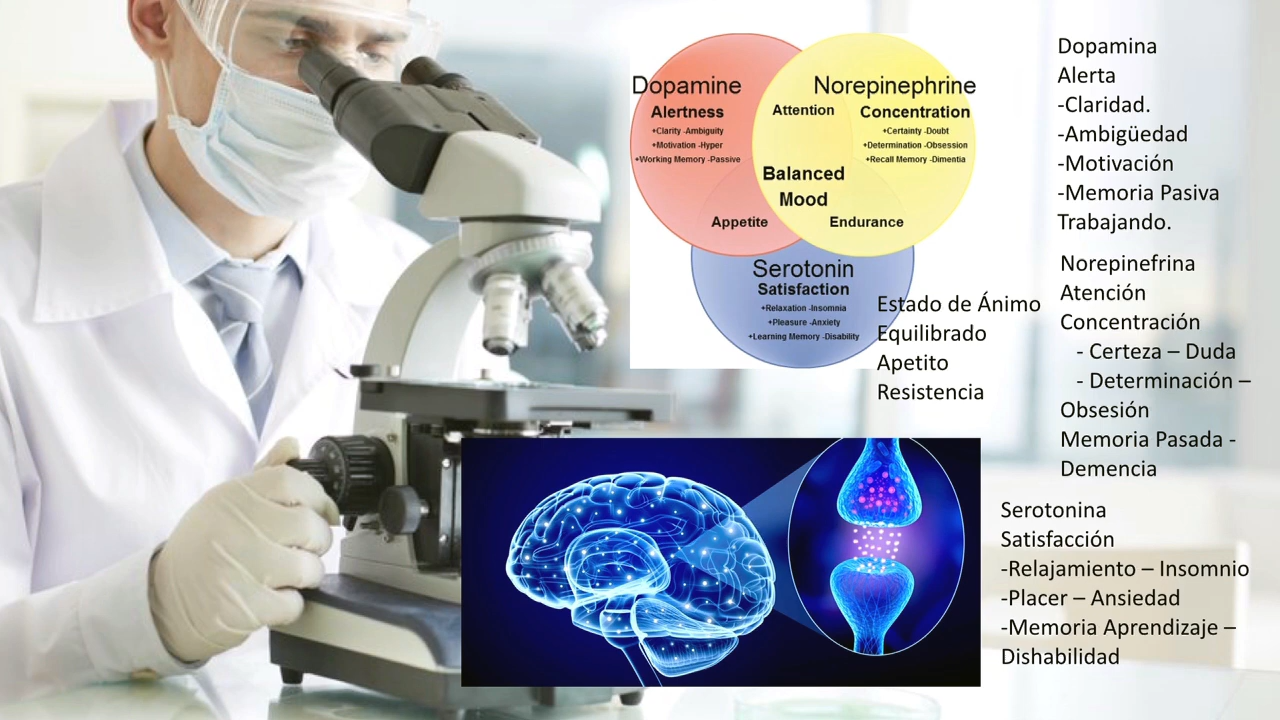 Dopamine
Alertness
+Clarity -Ambiguity
+Motivation -Hyper
+Working Memory -Passive
Attention
Norepinephrine
Concentration
+Certainty -Doubt
+Determination -Obsession
+Recall Memory -Dimentia
Balanced
Mood
Appetite
Endurance
Serotonin
Satisfaction
+Relaxation -Insomnia
+Pleasure -Anxiety
+Learning Memory -Disability
Estado de Ánimo
Equilibrado
Apetito
Resistencia
Dopamina
Alerta
-Claridad.
-Ambigüedad
-Motivación
-Memoria Pasiva
Trabajando.
Norepinefrina
Atención
Concentración
- Certeza – Duda
- Determinación –
Obsesión
Memoria Pasada -
Demencia
Serotonina
Satisfacción
-Relajamiento – Insomnio
-Placer – Ansiedad
-Memoria Aprendizaje –
Dishabilidad